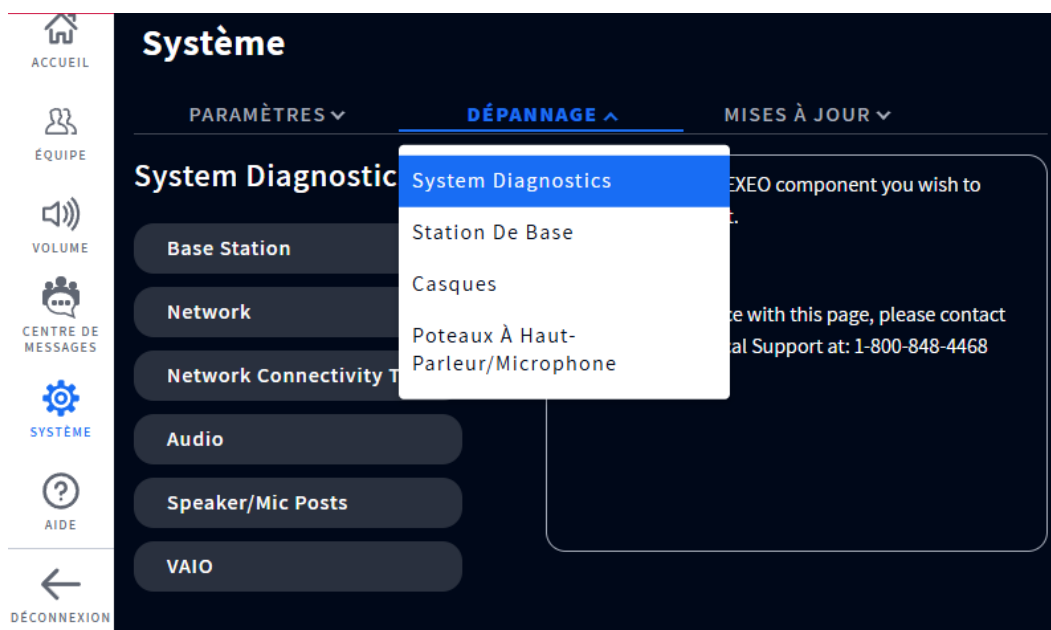 ACCUEIL
ÉQUIPE
VOLUME
CENTRE DE
MESSAGES
SYSTÈME
AIDE
DÉCONNEXION
Système
PARAMÈTRES
DÉPANNAGE
MISES À JOUR
System Diagnostic
Base Station
Network
Network Connectivity T
Audio
Speaker/Mic Posts
VAIO
System Diagnostics
Station De Base
Casques
Poteaux À Haut-
Parleur/Microphone
EXEO component you wish to
with this page, please contact
Support at: 1-800-848-4468